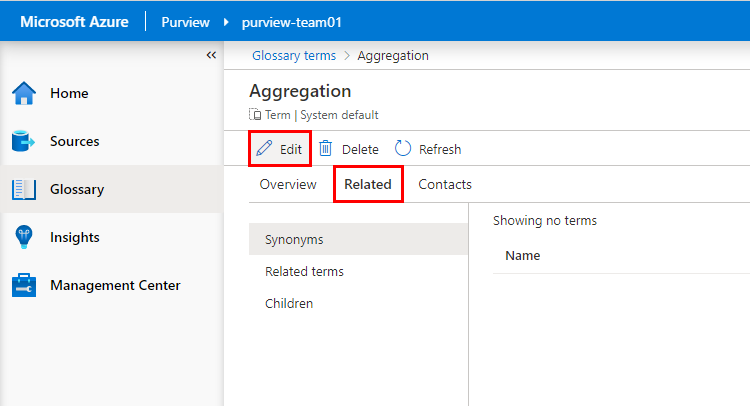 Microsoft Azure Purview purview-team01
«
Glossary terms > Aggregation
Aggregation
Term | System default
Edit Delete Refresh
Overview Related Contacts
Home
Sources
Glossary
Insights
Management Center
Synonyms
Related terms
Children
Showing no terms
Name